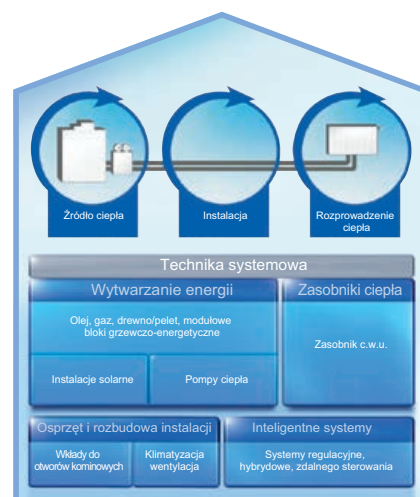 Źródło ciepła
Instalacja
Rozprowadzenie
ciepła
Technika systemowa
Wytwarzanie energii
Zasobniki ciepła
Olej, gaz, drewno/pelet, modułowe
bloki grzewczo-energetyczne
Zasobnik c.w.u.
Instalacje solarne
Pompy ciepła
Osprzęt i rozbudowa instalacji
Inteligentne systemy
Wkłady do
otworów kominowych
Klimatyzacja
wentylacja
Systemy regulacyjne,
hybrydowe, zdalnego sterowania